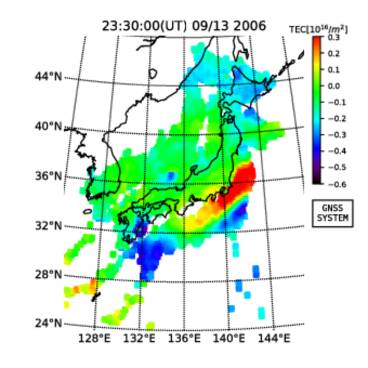 23:30:00(UT) 09/13 2006
TEC[10¹⁶/m²]
0.3
0.2
0.1
0.0
−0.1
−0.2
−0.3
−0.4
−0.5
−0.6
GNSS
SYSTEM
44°N
40°N
36°N
32°N
28°N
24°N
128°E 132°E 136°E 140°E 144°E